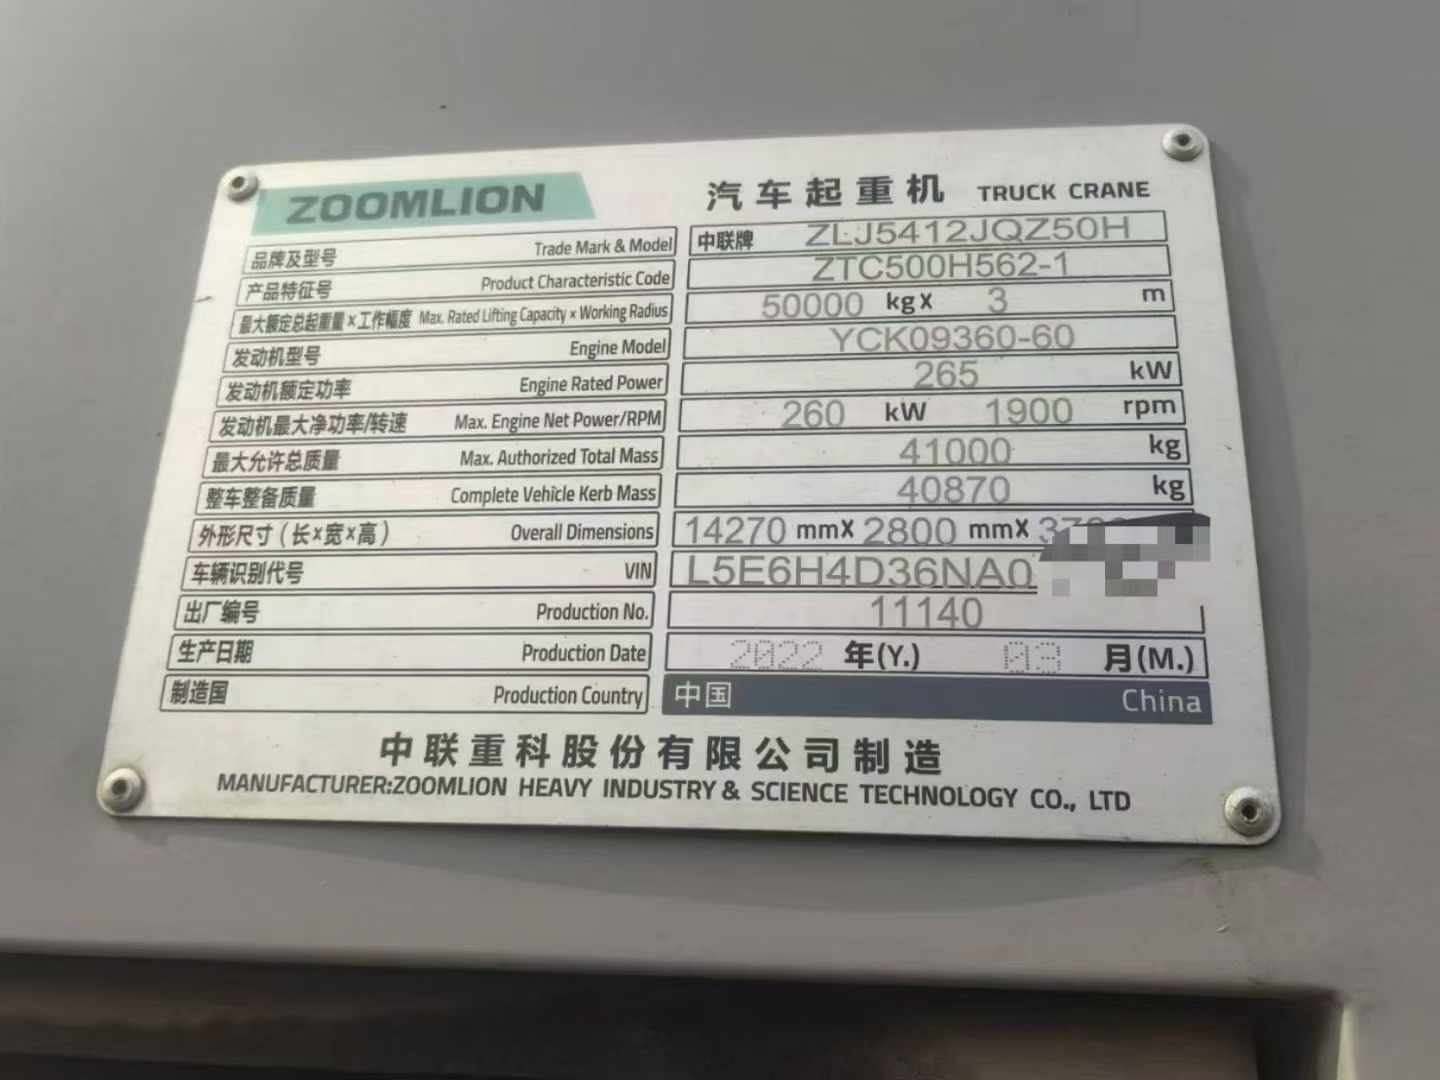 ZOOMLION 汽车起重机 TRUCK CRANE
品牌及型号 Trade Mark & Model 中联牌 ZLJ5412JQZ50H
产品特征号 Product Characteristic Code ZTC500H562-1
最大额定总起重量×工作幅度 Max. Rated Lifting Capacity × Working Radius 50000 kg× 3 m
发动机型号 Engine Model YCK09360-60
发动机额定功率 Engine Rated Power 265 kW
发动机最大净功率/转速 Max. Engine Net Power/RPM 260 kW 1900 rpm
最大允许总质量 Max. Authorized Total Mass 41000 kg
整车整备质量 Complete Vehicle Kerb Mass 40870 kg
外形尺寸(长×宽×高) Overall Dimensions 14270 mm× 2800 mm×
车辆识别代号 VIN L5E6H4D36NA0
出厂编号 Production No. 11140
生产日期 Production Date 2022 年(Y.) 03 月(M.)
制造国 Production Country 中国 China
中联重科股份有限公司制造
MANUFACTURER:ZOOMLION HEAVY INDUSTRY & SCIENCE TECHNOLOGY CO., LTD